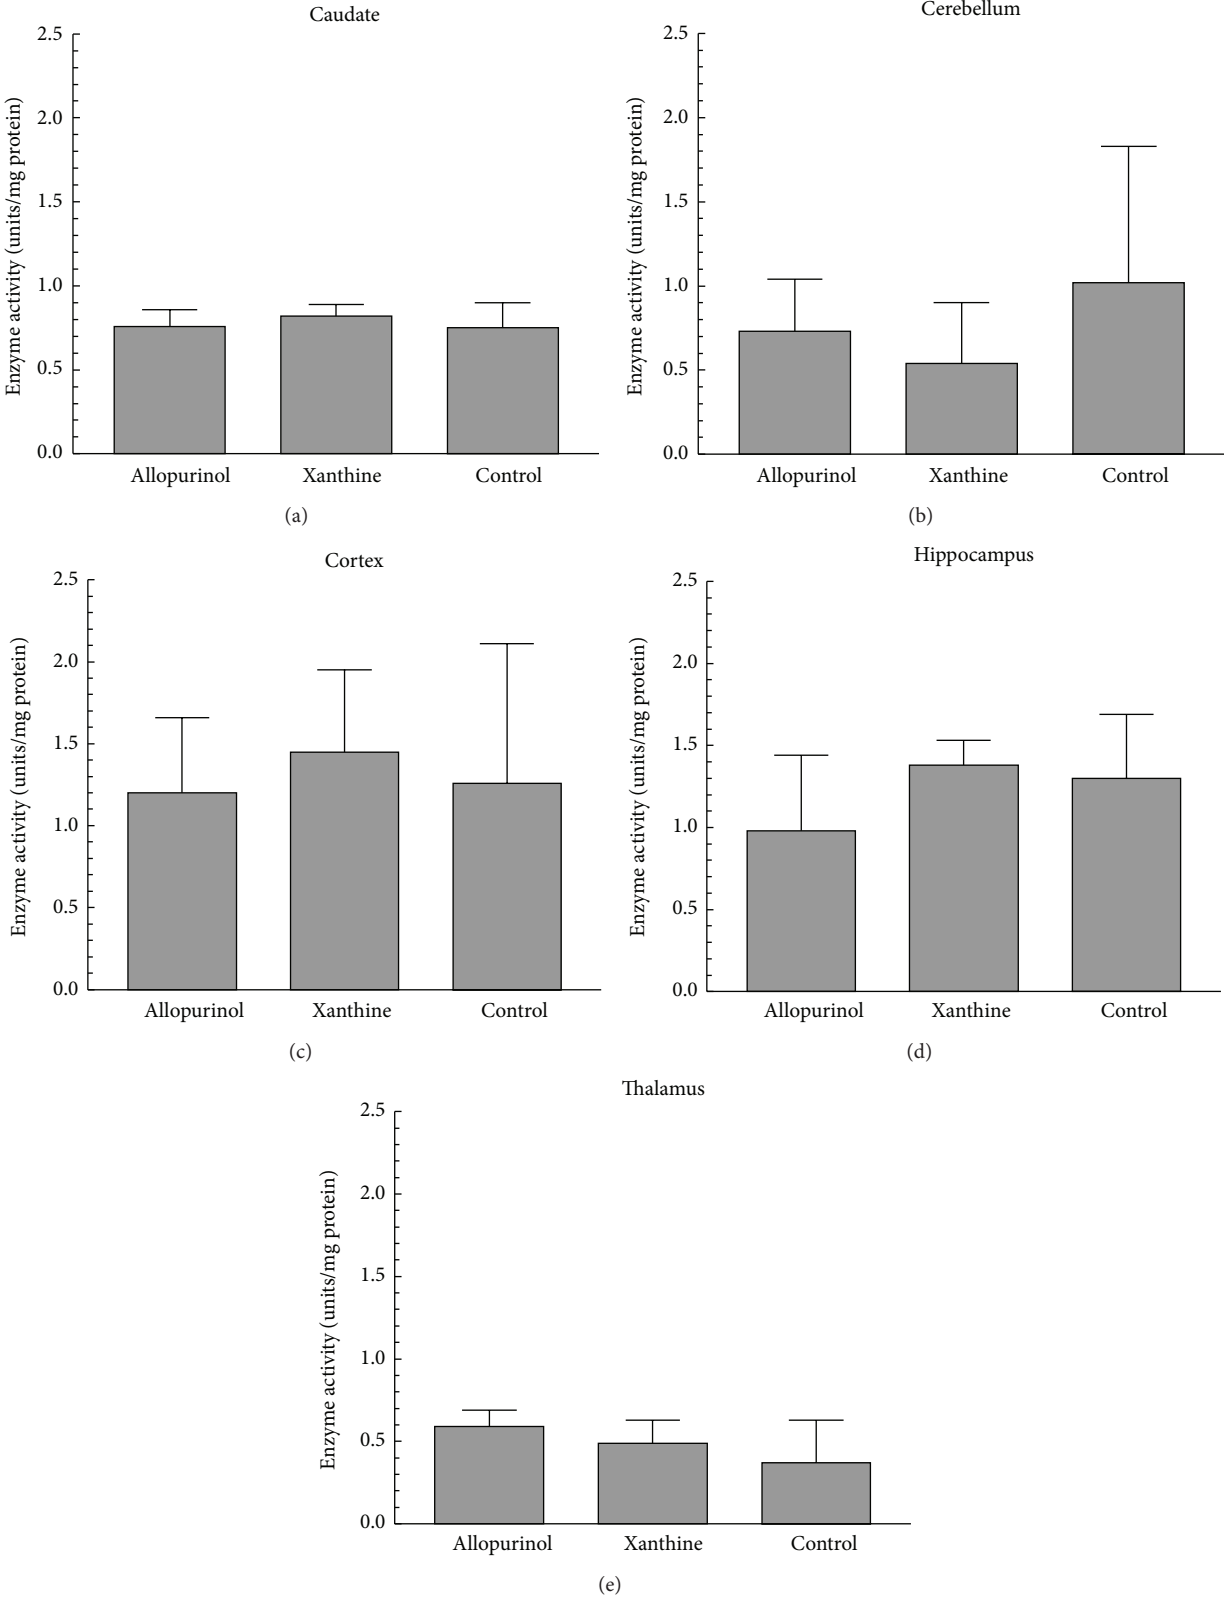 Caudate
Enzyme activity (units/mg protein)
2.5
2.0
1.5
1.0
0.5
0.0
Allopurinol Xanthine Control
(a)
Cerebellum
Enzyme activity (units/mg protein)
2.5
2.0
1.5
1.0
0.5
0.0
Allopurinol Xanthine Control
(b)
Cortex
Enzyme activity (units/mg protein)
2.5
2.0
1.5
1.0
0.5
0.0
Allopurinol Xanthine Control
(c)
Hippocampus
Enzyme activity (units/mg protein)
2.5
2.0
1.5
1.0
0.5
0.0
Allopurinol Xanthine Control
(d)
Thalamus
Enzyme activity (units/mg protein)
2.5
2.0
1.5
1.0
0.5
0.0
Allopurinol Xanthine Control
(e)